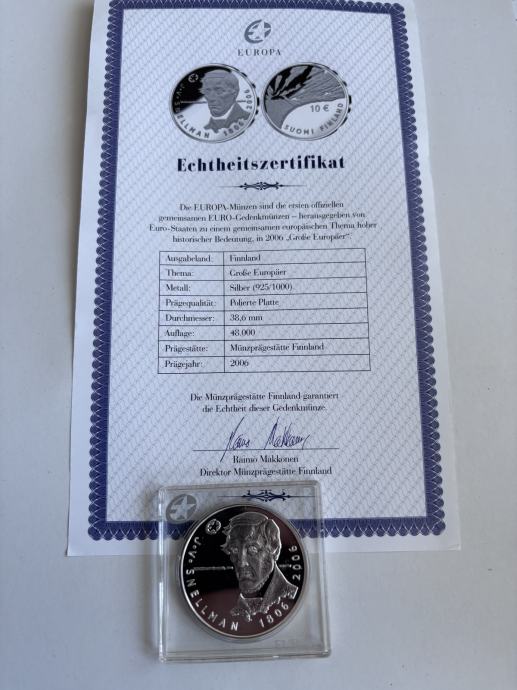 EUROPA
J.V. SNELLMAN 1806 2006
10 €
SUOMI FINLAND
Echtheitszertifikat
Die EUROPA-Münzen sind die ersten offiziellen
gemeinsamen EURO-Gedenkmünzen – herausgegeben von
Euro-Staaten zu einem gemeinsamen europäischen Thema hoher
historischer Bedeutung, in 2006 „Große Europäer“.
Ausgabeland: Finnland
Thema: Große Europäer
Metall: Silber (925/1000)
Prägequalität: Polierte Platte
Durchmesser: 38,6 mm
Auflage: 48.000
Prägestätte: Münzprägestätte Finnland
Prägejahr: 2006
Die Münzprägestätte Finnland garantiert
die Echtheit dieser Gedenkmünze.
Raimo Makkonen
Direktor Münzprägestätte Finnland
J.V. SNELLMAN 1806 2006